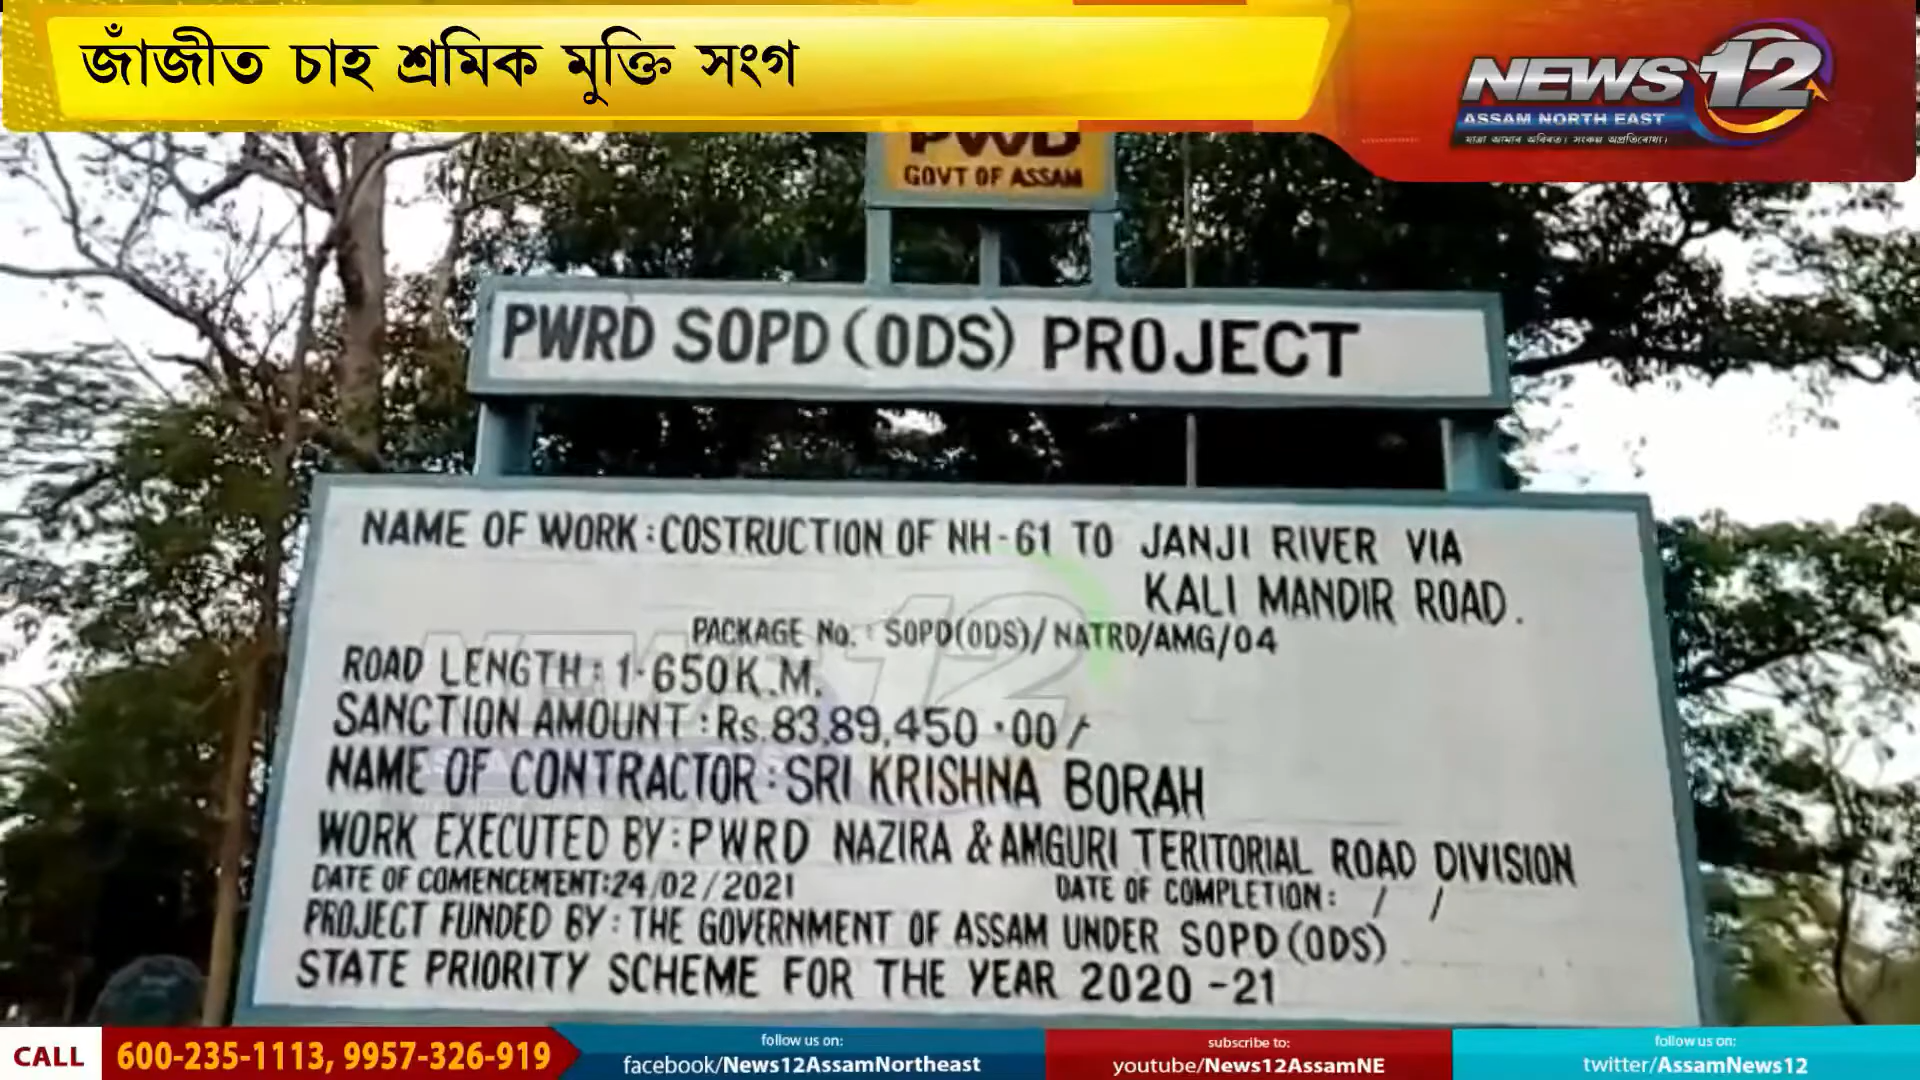 জাঁজীত চাহ শ্ৰমিক মুক্তি সংগ
NEWS 12
ASSAM NORTH EAST
PWD
GOVT OF ASSAM
PWRD SOPD (ODS) PROJECT
NAME OF WORK : COSTRUCTION OF NH-61 TO JANJI RIVER VIA
KALI MANDIR ROAD.
PACKAGE No. : SOPD(ODS)/NATRD/AMG/04
ROAD LENGTH : 1.650 K.M.
SANCTION AMOUNT : Rs. 83,89,450.00/-
NAME OF CONTRACTOR : SRI KRISHNA BORAH
WORK EXECUTED BY : PWRD NAZIRA & AMGURI TERITORIAL ROAD DIVISION
DATE OF COMENCEMENT:24/02/2021 DATE OF COMPLETION : / /
PROJECT FUNDED BY : THE GOVERNMENT OF ASSAM UNDER SOPD (ODS)
STATE PRIORITY SCHEME FOR THE YEAR 2020-21
CALL 600-235-1113, 9957-326-919
follow us on:
facebook/News12AssamNortheast
subscribe to:
youtube/News12AssamNE
follow us on:
twitter/AssamNews12